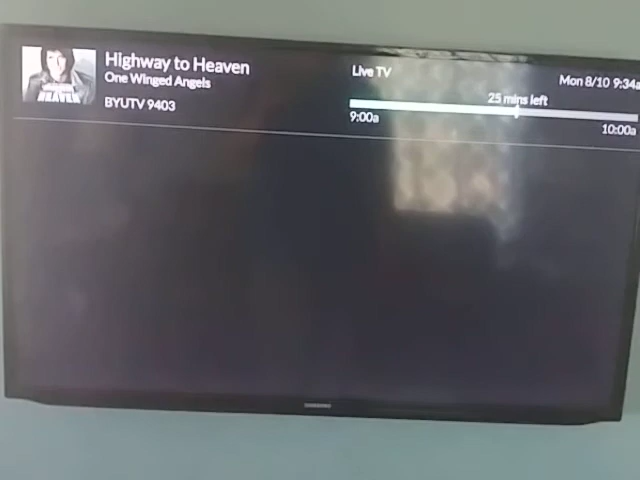 Highway to Heaven
One Winged Angels
BYUTV 9403
Live TV
Mon 8/10 9:34a
25 mins left
9:00a
10:00a
HEAVEN
SAMSUNG